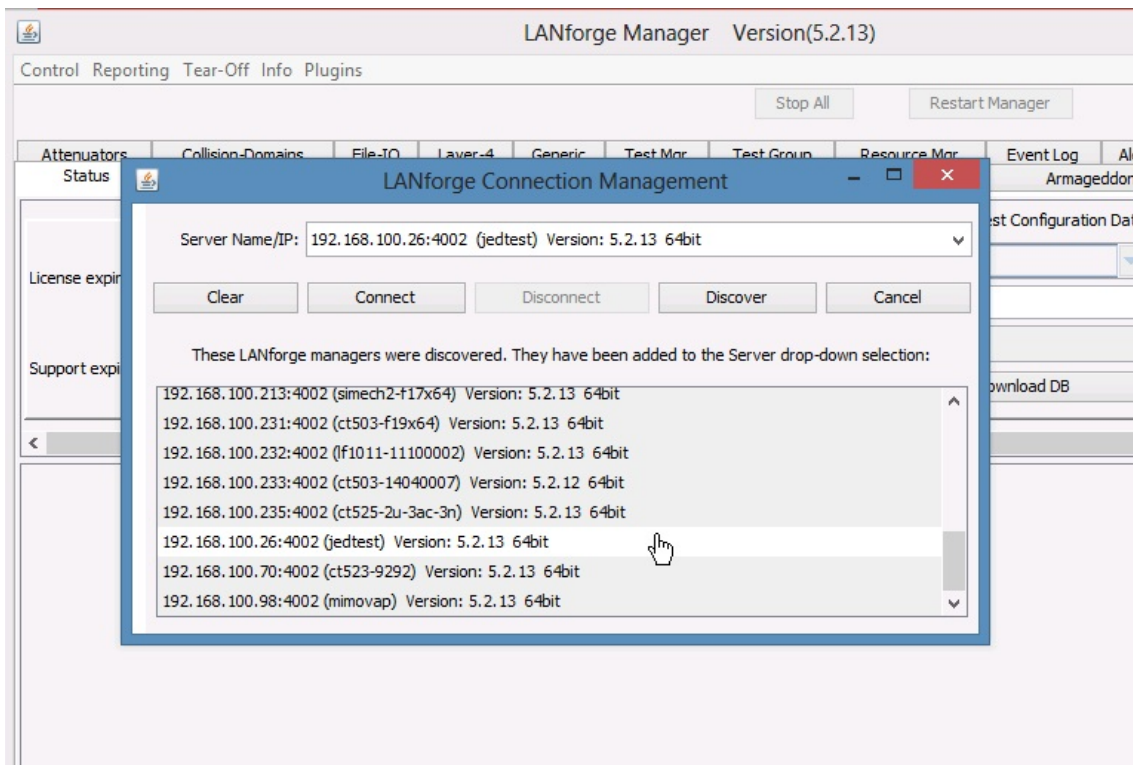 LANforge Manager Version(5.2.13)
Control Reporting Tear-Off Info Plugins
Stop All Restart Manager
Attenuators Collision-Domains File-IO Layer-4 Generic Test Mgr Test Group Resource Mgr Event Log
Status Armageddon
LANforge Connection Management
Server Name/IP: 192.168.100.26:4002 (jedtest) Version: 5.2.13 64bit
Clear Connect Disconnect Discover Cancel
These LANforge managers were discovered. They have been added to the Server drop-down selection:
192.168.100.213:4002 (simech2-f17x64) Version: 5.2.13 64bit
192.168.100.231:4002 (ct503-f19x64) Version: 5.2.13 64bit
192.168.100.232:4002 (lf1011-11100002) Version: 5.2.13 64bit
192.168.100.233:4002 (ct503-14040007) Version: 5.2.12 64bit
192.168.100.235:4002 (ct525-2u-3ac-3n) Version: 5.2.13 64bit
192.168.100.26:4002 (jedtest) Version: 5.2.13 64bit
192.168.100.70:4002 (ct523-9292) Version: 5.2.13 64bit
192.168.100.98:4002 (mimovap) Version: 5.2.13 64bit
License expir
Support expi
est Configuration Dat
ownload DB